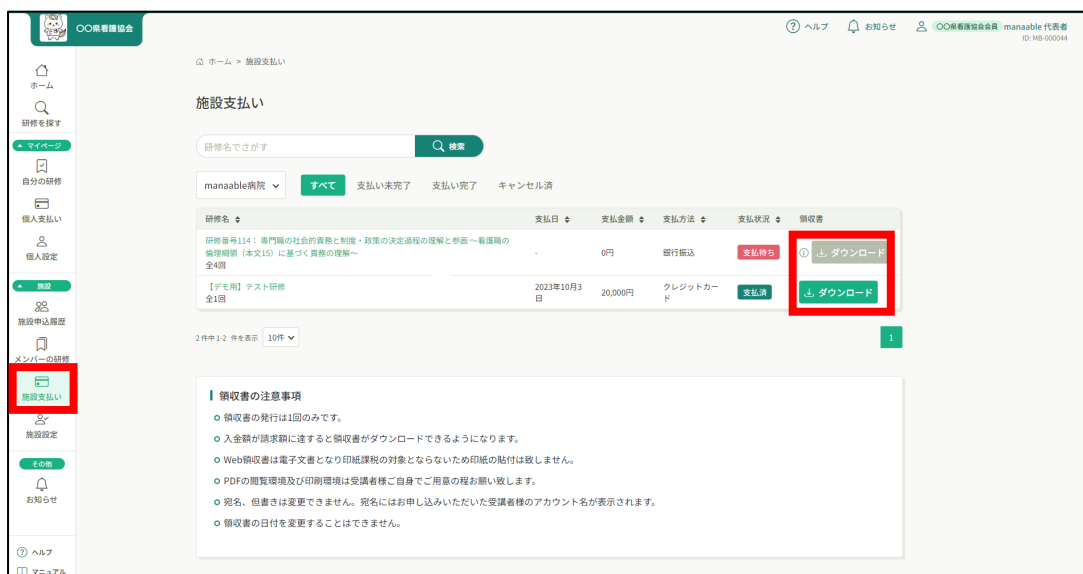 〇〇県看護協会
ヘルプ
お知らせ
〇〇県看護協会会員 manaable 代表者
ID: MB-000044
ホーム
研修を探す
マイページ
自分の研修
個人支払い
個人設定
施設
施設申込履歴
メンバーの研修
施設支払い
施設設定
その他
お知らせ
ヘルプ
マニュアル
ホーム > 施設支払い
施設支払い
研修名でさがす
検索
manaable病院 すべて 支払い未完了 支払い完了 キャンセル済
研修名 支払日 支払金額 支払方法 支払状況 領収書
研修番号114： 専門職の社会的責務と制度・政策の決定過程の理解と参画 ～看護職の
倫理綱領（本文15）に基づく責務の理解～
全4回
- 0円 銀行振込 支払待ち ダウンロード
【デモ用】テスト研修
全1回
2023年10月3
日
20,000円
クレジットカー
ド
支払済
ダウンロード
2 件中 1-2 件を表示 10件
1
領収書の注意事項
領収書の発行は1回のみです。
入金額が請求額に達すると領収書がダウンロードできるようになります。
Web領収書は電子文書となり印紙課税の対象とならないため印紙の貼付は致しません。
PDFの閲覧環境及び印刷環境は受講者様ご自身でご用意の程お願い致します。
宛名、但書きは変更できません。宛名にはお申し込みいただいた受講者様のアカウント名が表示されます。
領収書の日付を変更することはできません。